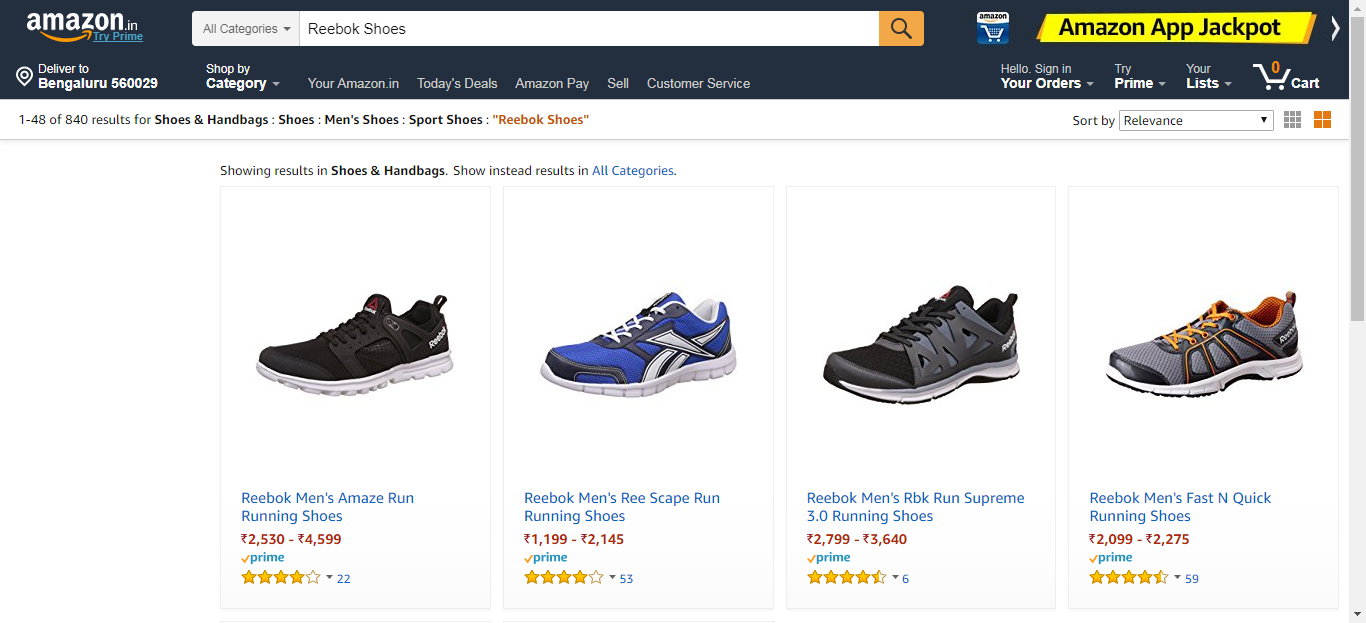 amazon.in
Try Prime
All Categories
Reebok Shoes
amazon
Amazon App Jackpot
Deliver to
Bengaluru 560029
Shop by
Category
Your Amazon.in
Today's Deals
Amazon Pay
Sell
Customer Service
Hello. Sign in
Your Orders
Try
Prime
Your
Lists
0
Cart
1-48 of 840 results for Shoes & Handbags : Shoes : Men's Shoes : Sport Shoes : "Reebok Shoes"
Sort by Relevance
Showing results in Shoes & Handbags. Show instead results in All Categories.
Reebok
Reebok
Reebok
Reebok Men's Amaze Run
Running Shoes
₹2,530 - ₹4,599
prime
22
Reebok Men's Ree Scape Run
Running Shoes
₹1,199 - ₹2,145
prime
53
Reebok Men's Rbk Run Supreme
3.0 Running Shoes
₹2,799 - ₹3,640
prime
6
Reebok Men's Fast N Quick
Running Shoes
₹2,099 - ₹2,275
prime
59